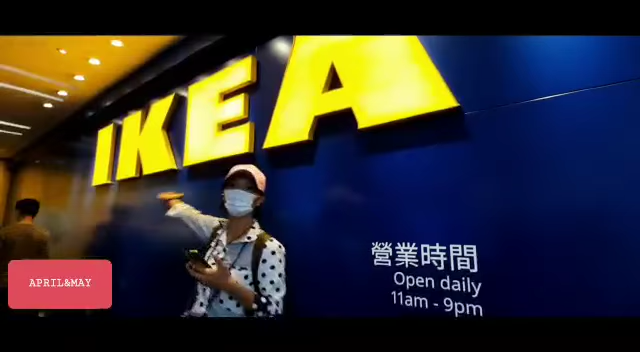 IKEA
營業時間
Open daily
11am - 9pm
APRIL&MAY